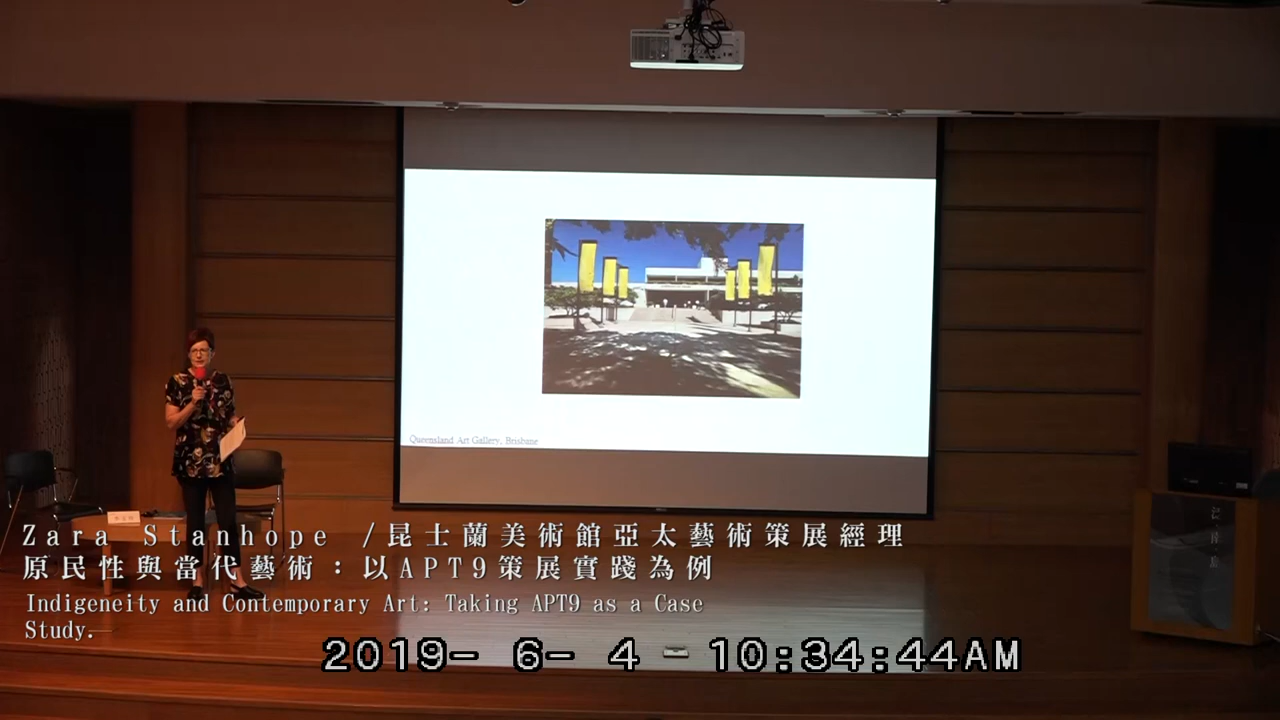 Queensland Art Gallery, Brisbane
Zara Stanhope /昆士蘭美術館亞太藝術策展經理
原民性與當代藝術：以APT9策展實踐為例
Indigeneity and Contemporary Art: Taking APT9 as a Case
Study.
2019- 6- 4 - 10:34:44AM